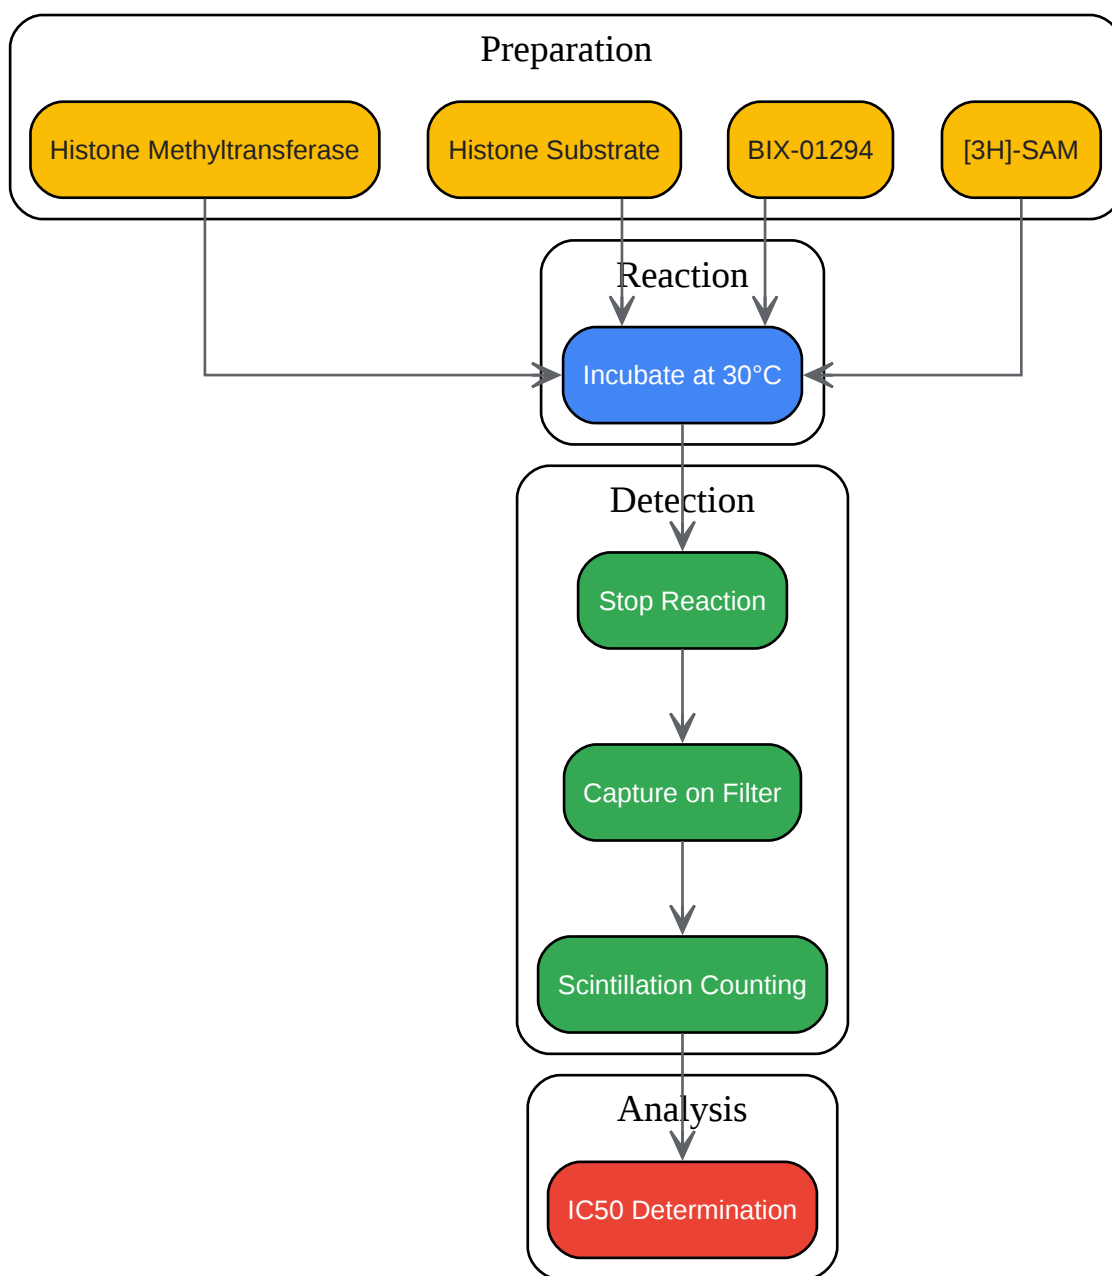 Preparation
Histone Methyltransferase
Histone Substrate
BIX-01294
[3H]-SAM
Reaction
Incubate at 30°C
Detection
Stop Reaction
Capture on Filter
Scintillation Counting
Analysis
IC50 Determination